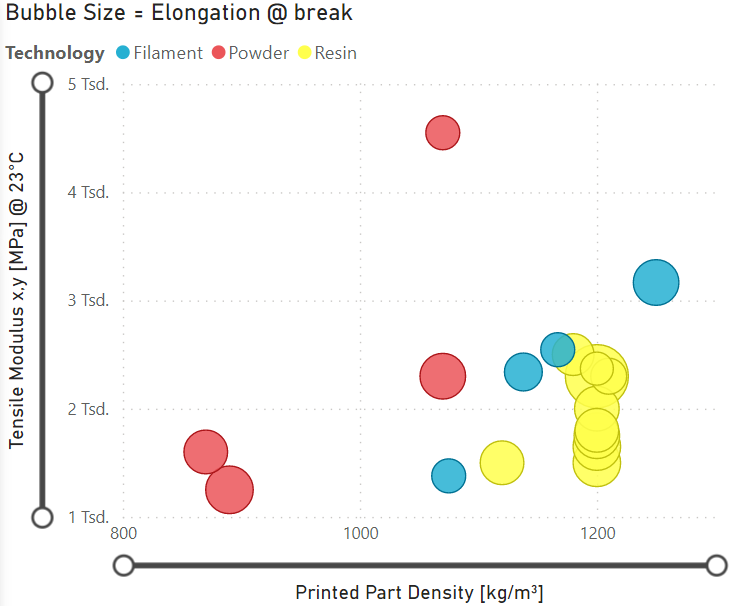 Bubble Size = Elongation @ break
Technology Filament Powder Resin
5 Tsd.
4 Tsd.
3 Tsd.
2 Tsd.
1 Tsd.
Tensile Modulus x.y [MPa] @ 23°C
800 1000 1200
Printed Part Density [kg/m³]